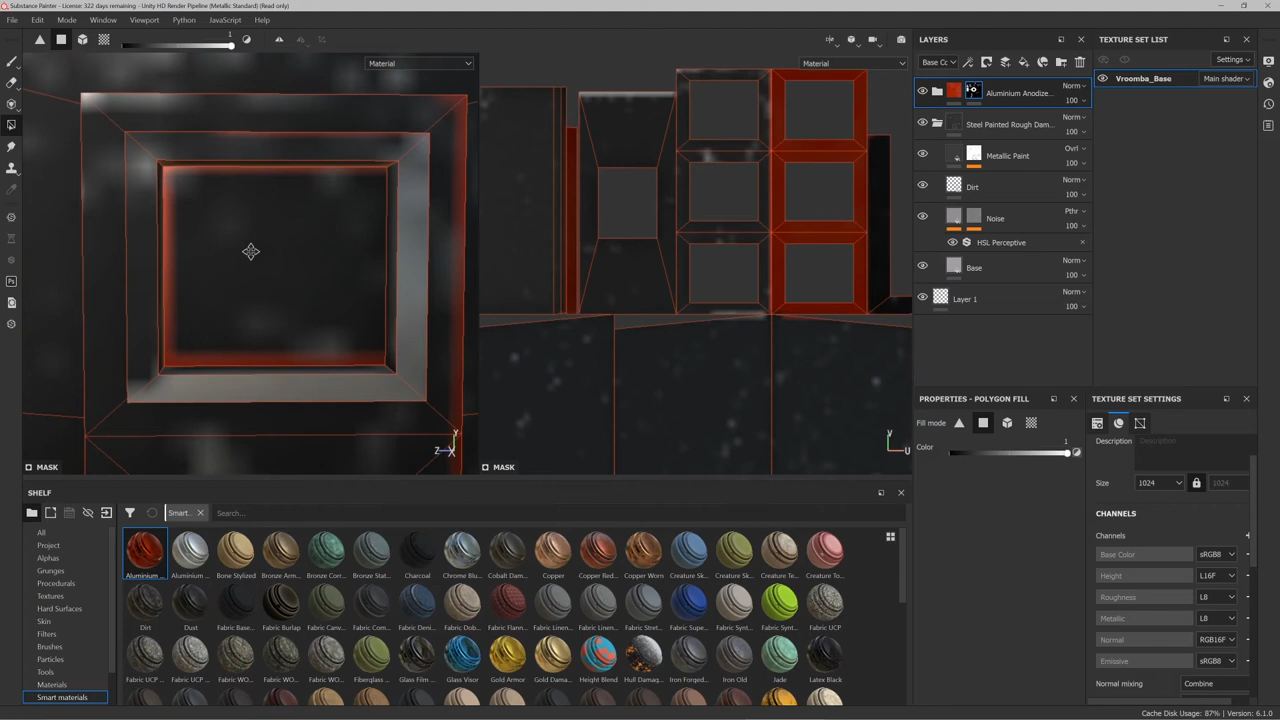 Substance Painter - License: 322 days remaining - Unity HD Render Pipeline (Metallic Standard) (Read only)
File Edit Mode Window Viewport Python JavaScript Help
1
Material
Material
MASK
MASK
LAYERS
Base Cc
Aluminium Anodize... Norm 100
Steel Painted Rough Dam... Norm 100
Metallic Paint Ovrl 100
Dirt Norm 100
Noise Pthr 100
HSL Perceptive
Base Norm 100
Layer 1 Norm 100
TEXTURE SET LIST
Settings
Vroomba_Base Main shader
PROPERTIES - POLYGON FILL
Fill mode
Color 1
TEXTURE SET SETTINGS
Description Description
Size 1024 1024
CHANNELS
Channels +
Base Color sRGB8
Height L16F
Roughness L8
Metallic L8
Normal RGB16F
Emissive sRGB8
Normal mixing Combine
SHELF
Smart... Search...
All
Project
Alphas
Grunges
Procedurals
Textures
Hard Surfaces
Skin
Filters
Brushes
Particles
Tools
Materials
Smart materials
Aluminium ... Aluminium ... Bone Stylized Bronze Arm... Bronze Corr... Bronze Stat... Charcoal Chrome Blu... Cobalt Dam... Copper Copper Red... Copper Worn Creature Sk... Creature Sk... Creature Te... Creature To...
Dirt Dust Fabric Base... Fabric Burlap Fabric Canv... Fabric Com... Fabric Deni... Fabric Dob... Fabric Flann... Fabric Linen... Fabric Linen... Fabric Stret... Fabric Supe... Fabric Synt... Fabric Synt... Fabric UCP
Fabric UCP ... Fabric WO... Fabric WO... Fabric WO... Fiberglass ... Glass Film ... Glass Visor Gold Armor Gold Dama... Height Blend Hull Damag... Iron Forged... Iron Old Iron Old... Jade Latex Black
Cache Disk Usage: 87% | Version: 6.1.0
X
Y
Z
U
V